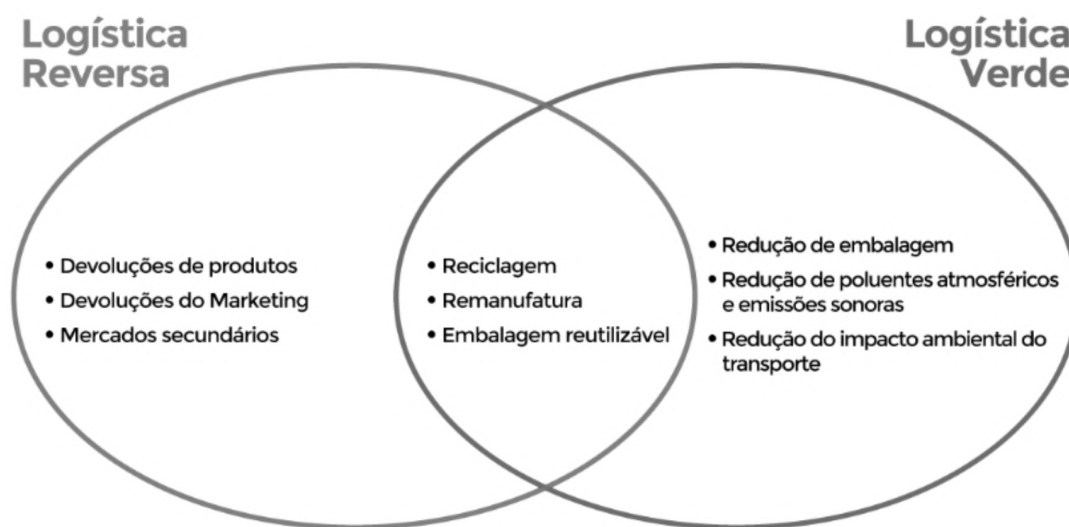 Logística
Reversa
Logística
Verde
• Devoluções de produtos
• Devoluções do Marketing
• Mercados secundários
• Reciclagem
• Remanufatura
• Embalagem reutilizável
• Redução de embalagem
• Redução de poluentes atmosféricos
e emissões sonoras
• Redução do impacto ambiental do
transporte